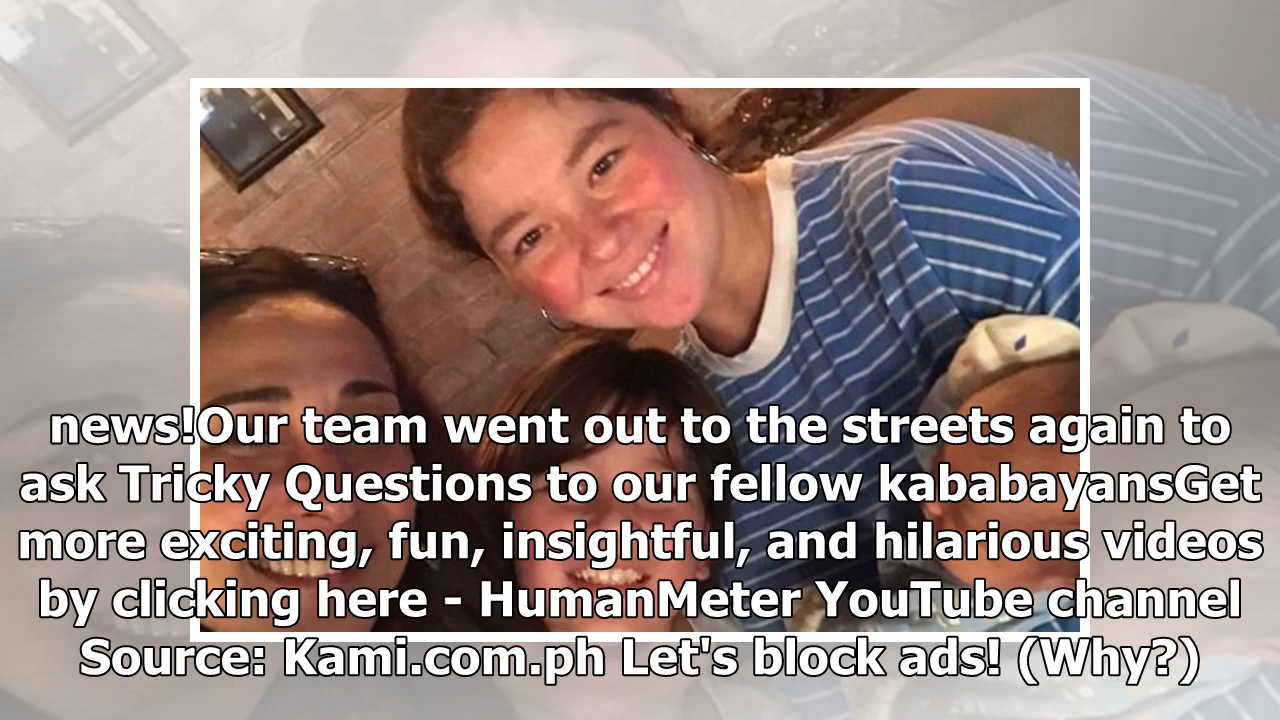 news!Our team went out to the streets again to
ask Tricky Questions to our fellow kababayansGet
more exciting, fun, insightful, and hilarious videos
by clicking here - HumanMeter YouTube channel
Source: Kami.com.ph Let's block ads! (Why?)